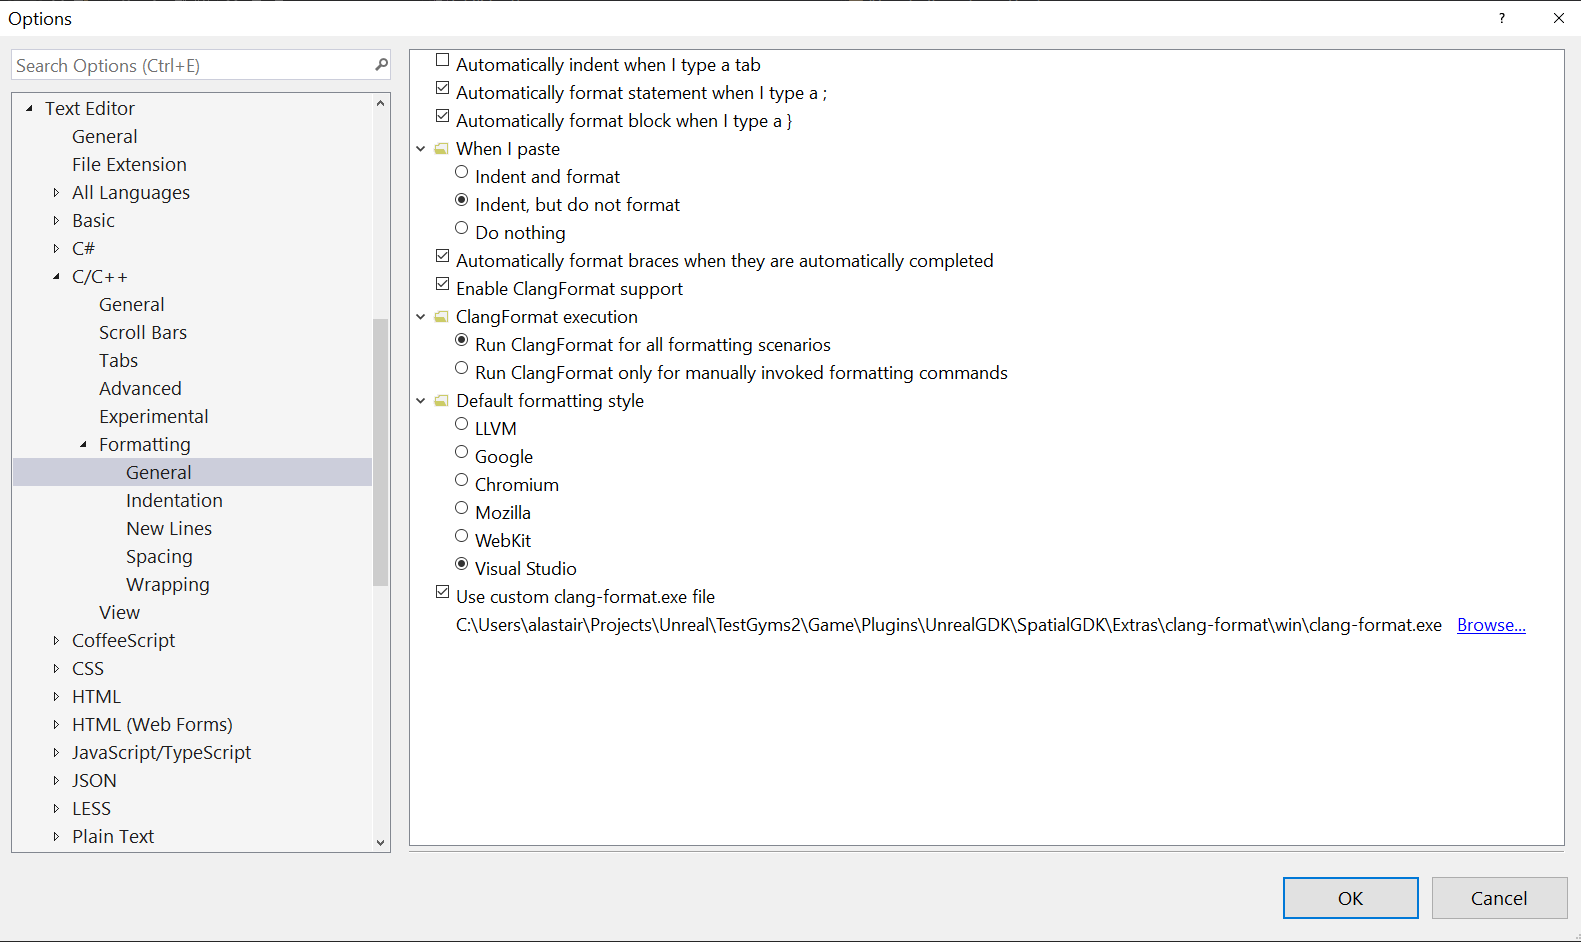 Options
?
Search Options (Ctrl+E)
Text Editor
General
File Extension
All Languages
Basic
C#
C/C++
General
Scroll Bars
Tabs
Advanced
Experimental
Formatting
General
Indentation
New Lines
Spacing
Wrapping
View
CoffeeScript
CSS
HTML
HTML (Web Forms)
JavaScript/TypeScript
JSON
LESS
Plain Text
Automatically indent when I type a tab
Automatically format statement when I type a ;
Automatically format block when I type a }
When I paste
Indent and format
Indent, but do not format
Do nothing
Automatically format braces when they are automatically completed
Enable ClangFormat support
ClangFormat execution
Run ClangFormat for all formatting scenarios
Run ClangFormat only for manually invoked formatting commands
Default formatting style
LLVM
Google
Chromium
Mozilla
WebKit
Visual Studio
Use custom clang-format.exe file
C:\Users\alastair\Projects\Unreal\TestGyms2\Game\Plugins\UnrealGDK\SpatialGDK\Extras\clang-format\win\clang-format.exe Browse...
OK Cancel